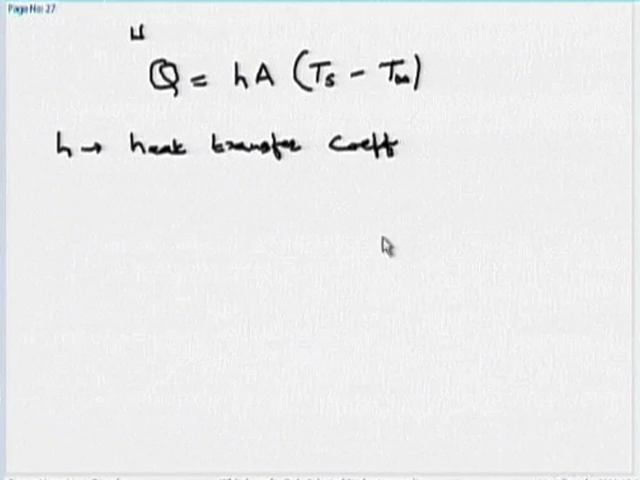 Page No: 27
Q = hA (Ts - T∞)
h → heat transfer coeff